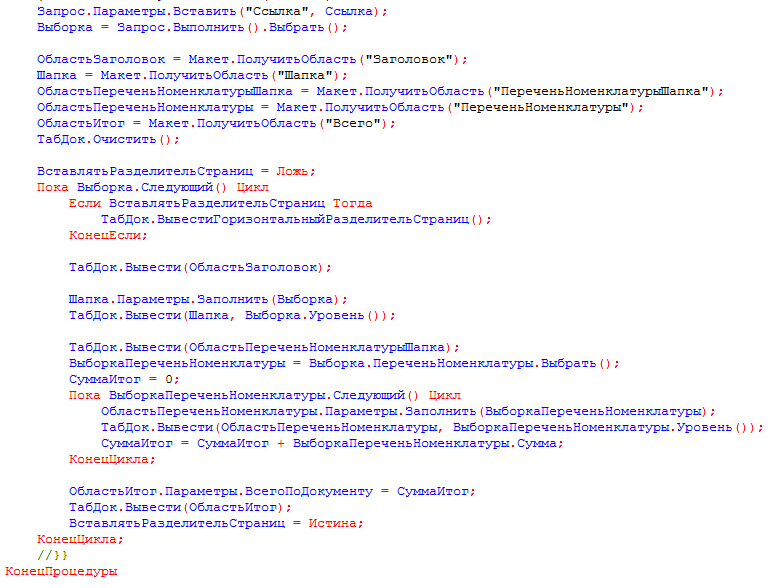 Запрос.Параметры.Вставить("Ссылка", Ссылка);
Выборка = Запрос.Выполнить().Выбрать();
ОбластьЗаголовок = Макет.ПолучитьОбласть("Заголовок");
Шапка = Макет.ПолучитьОбласть("Шапка");
ОбластьПереченьНоменклатурыШапка = Макет.ПолучитьОбласть("ПереченьНоменклатурыШапка");
ОбластьПереченьНоменклатуры = Макет.ПолучитьОбласть("ПереченьНоменклатуры");
ОбластьИтог = Макет.ПолучитьОбласть("Всего");
ТабДок.Очистить();
ВставлятьРазделительСтраниц = Ложь;
Пока Выборка.Следующий() Цикл
Если ВставлятьРазделительСтраниц Тогда
ТабДок.ВывестиГоризонтальныйРазделительСтраниц();
КонецЕсли;
ТабДок.Вывести(ОбластьЗаголовок);
Шапка.Параметры.Заполнить(Выборка);
ТабДок.Вывести(Шапка, Выборка.Уровень());
ТабДок.Вывести(ОбластьПереченьНоменклатурыШапка);
ВыборкаПереченьНоменклатуры = Выборка.ПереченьНоменклатуры.Выбрать();
СуммаИтог = 0;
Пока ВыборкаПереченьНоменклатуры.Следующий() Цикл
ОбластьПереченьНоменклатуры.Параметры.Заполнить(ВыборкаПереченьНоменклатуры);
ТабДок.Вывести(ОбластьПереченьНоменклатуры, ВыборкаПереченьНоменклатуры.Уровень());
СуммаИтог = СуммаИтог + ВыборкаПереченьНоменклатуры.Сумма;
КонецЦикла;
ОбластьИтог.Параметры.ВсегоПоДокументу = СуммаИтог;
ТабДок.Вывести(ОбластьИтог);
ВставлятьРазделительСтраниц = Истина;
КонецЦикла;
//}}
КонецПроцедуры